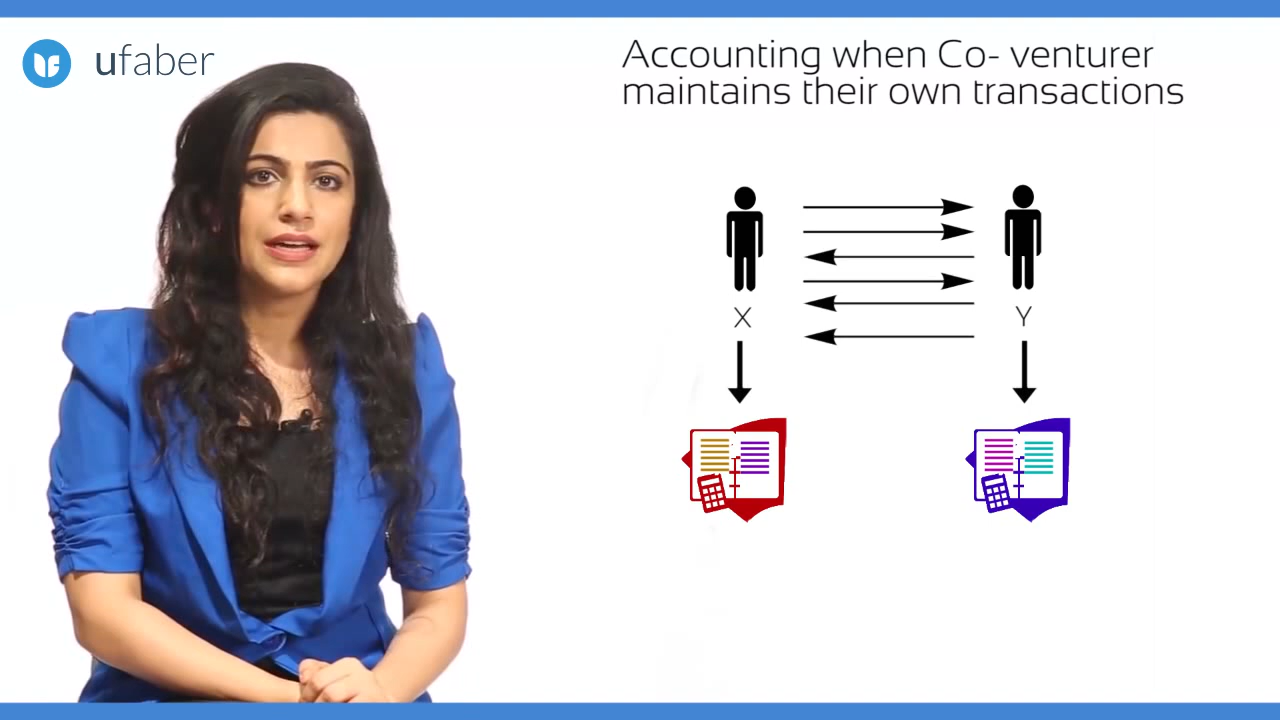 ufaber
Accounting when Co- venturer
maintains their own transactions
X
Y